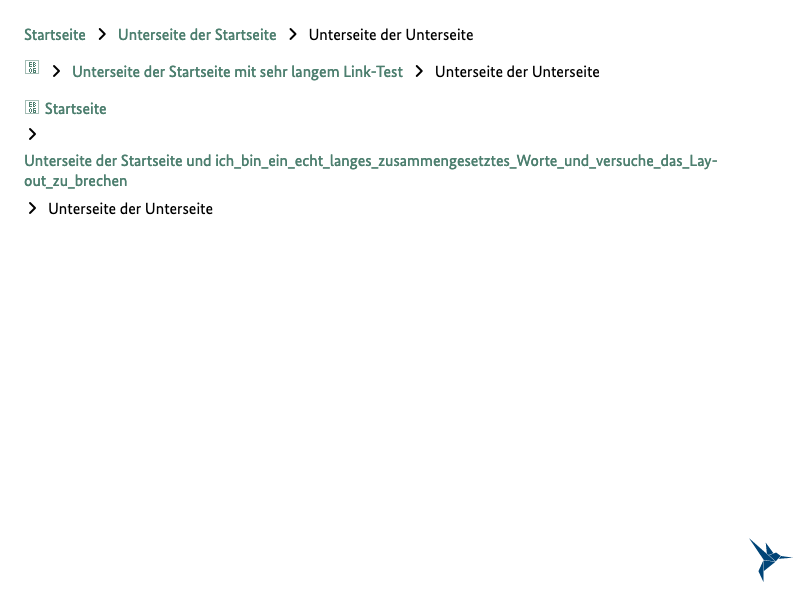 Startseite > Unterseite der Startseite > Unterseite der Unterseite
> Unterseite der Startseite mit sehr langem Link-Test > Unterseite der Unterseite
Startseite
>
Unterseite der Startseite und ich_bin_ein_echt_langes_zusammengesetztes_Worte_und_versuche_das_Lay-
out_zu_brechen
> Unterseite der Unterseite